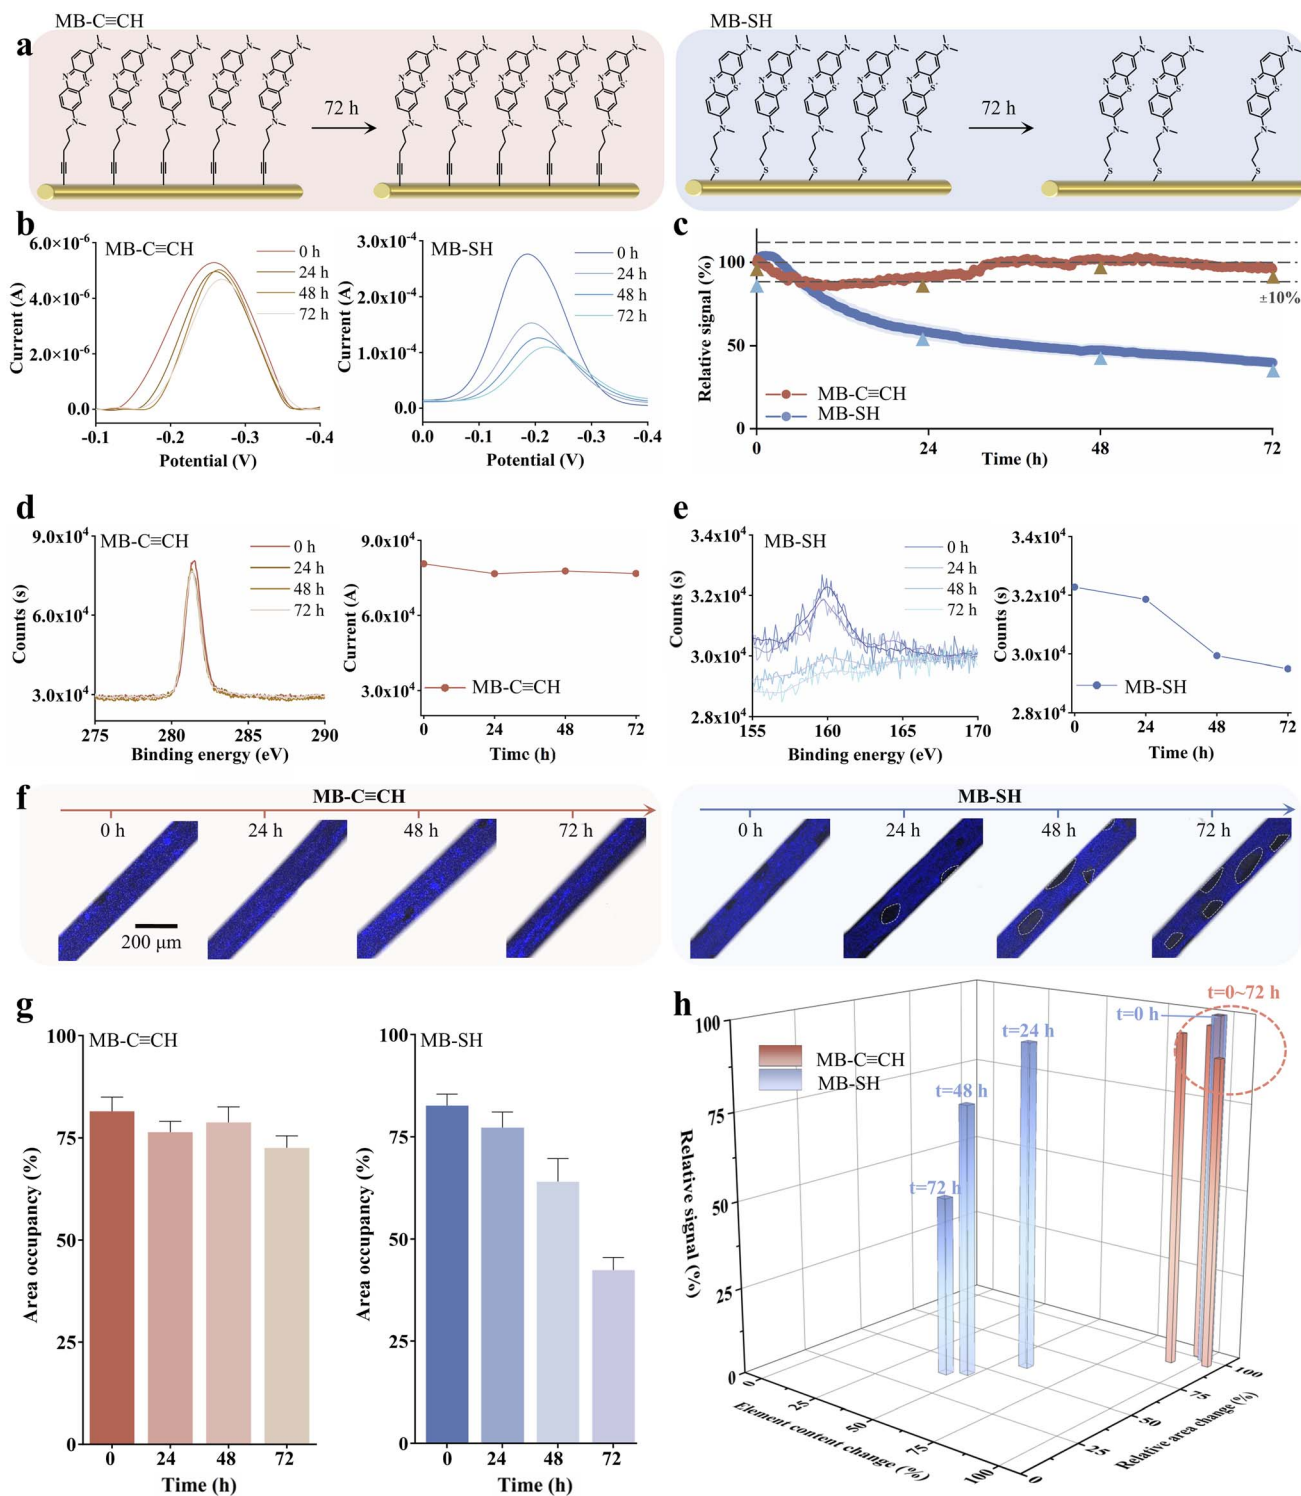 MB-C≡CH
MB-SH
a
72 h
72 h
b
MB-C≡CH
0 h
24 h
48 h
72 h
6.0×10⁻⁶
4.0×10⁻⁶
2.0×10⁻⁶
0.0
Current (A)
-0.1
-0.2
-0.3
-0.4
Potential (V)
MB-SH
0 h
24 h
48 h
72 h
3.0x10⁻⁴
2.0x10⁻⁴
1.0x10⁻⁴
0.0
Current (A)
0.0
-0.1
-0.2
-0.3
-0.4
Potential (V)
c
100
50
0
Relative signal (%)
±10%
MB-C≡CH
MB-SH
0
24
48
72
Time (h)
d
MB-C≡CH
0 h
24 h
48 h
72 h
9.0x10⁴
6.0x10⁴
3.0x10⁴
Counts (s)
275
280
285
290
Binding energy (eV)
9.0x10⁴
6.0x10⁴
3.0x10⁴
Current (A)
MB-C≡CH
0
24
48
72
Timc (h)
e
MB-SH
0 h
24 h
48 h
72 h
3.4x10⁴
3.2x10⁴
3.0x10⁴
2.8x10⁴
Counts (s)
155
160
165
170
Binding energy (eV)
3.4x10⁴
3.2x10⁴
3.0x10⁴
2.8x10⁴
Counts (s)
MB-SH
0
24
48
72
Time (h)
f
MB-C≡CH
0 h
24 h
48 h
72 h
200 μm
MB-SH
0 h
24 h
48 h
72 h
g
MB-C≡CH
100
75
50
25
0
Area occupancy (%)
0
24
48
72
Time (h)
MB-SH
100
75
50
25
0
Area occupancy (%)
0
24
48
72
Time (h)
h
t=0~72 h
t=0 h
t=24 h
t=48 h
t=72 h
MB-C≡CH
MB-SH
100
75
50
25
0
Relative signal (%)
0
25
50
75
100
Element content change (%)
0
25
50
75
100
Relative area change (%)